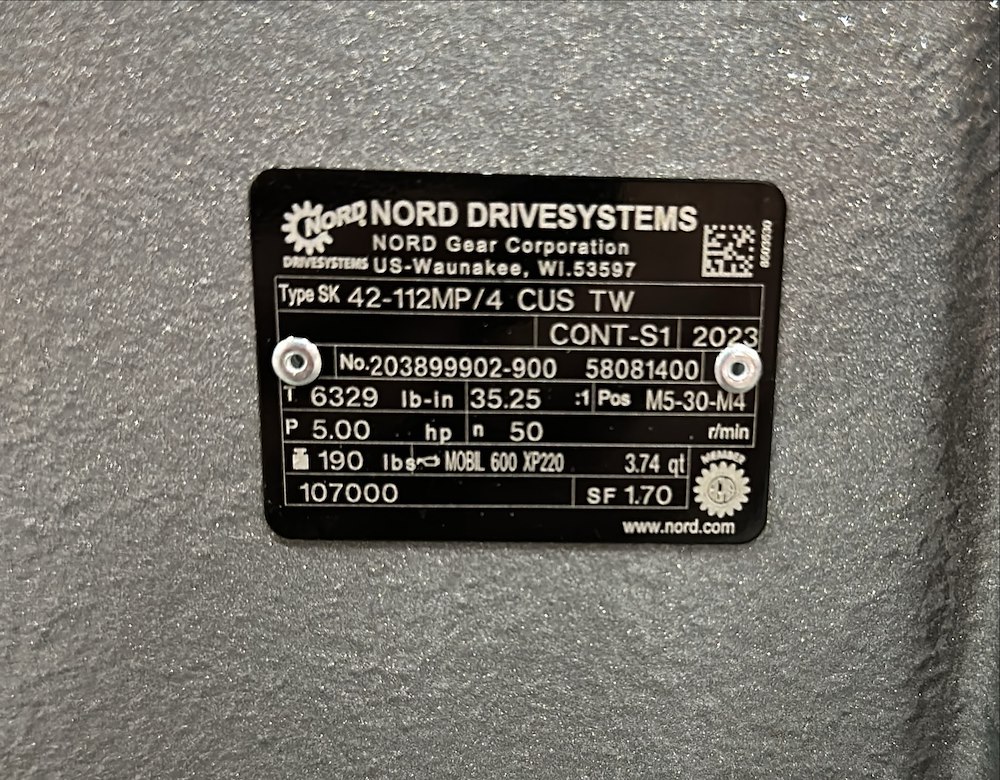 NORD NORD DRIVESYSTEMS
NORD Gear Corporation
DRIVESYSTEMS US-Waunakee, WI.53597
Type SK 42-112MP/4 CUS TW
CONT-S1 2023
No.203899902-900 58081400
T 6329 lb-in 35.25 :1 Pos M5-30-M4
P 5.00 hp n 50 r/min
190 lbs MOBIL 600 XP220 3.74 qt
MEMBER
107000 SF 1.70
www.nord.com